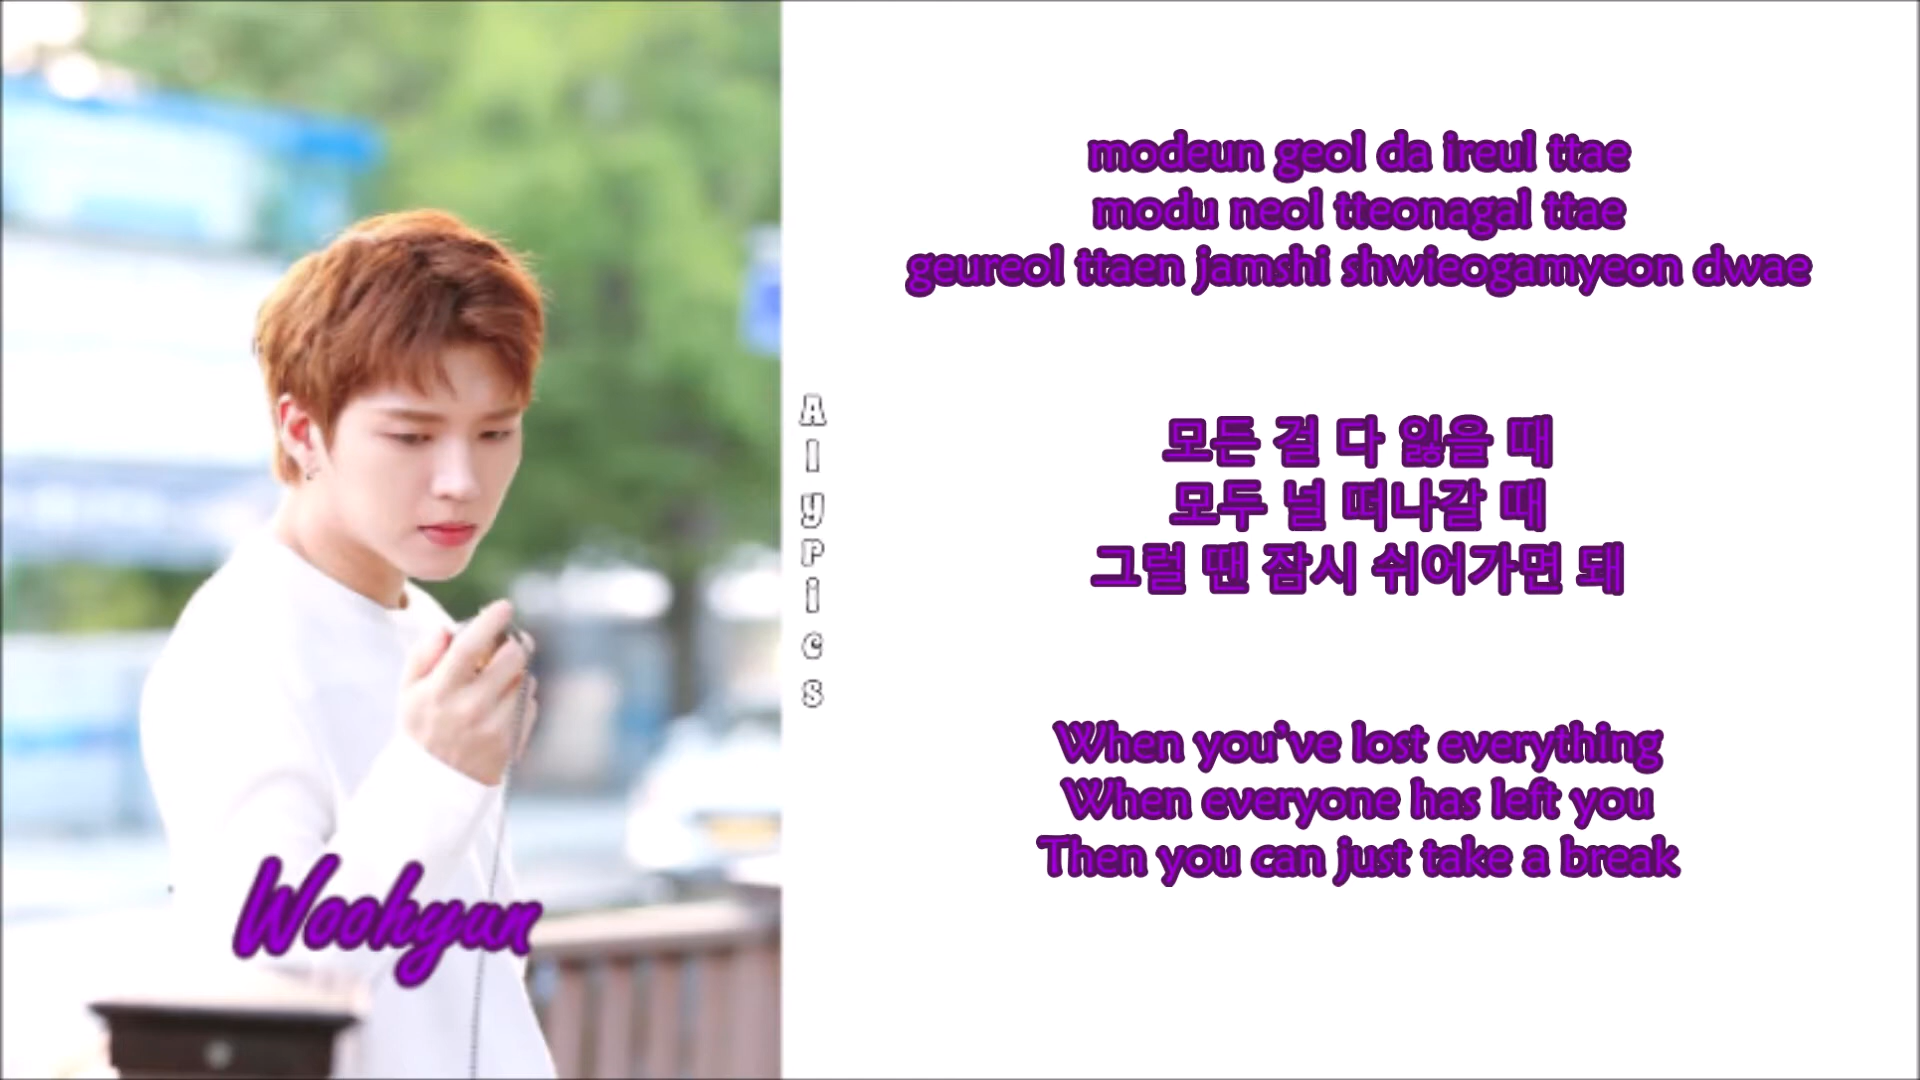 modeun geol da ireul ttae
modu neol tteonagal ttae
geureol ttaen jamshi shwieogamyeon dwae
모든 걸 다 잃을 때
모두 널 떠나갈 때
그럴 땐 잠시 쉬어가면 돼
When you've lost everything
When everyone has left you
Then you can just take a break
AlyPics
Woohyun